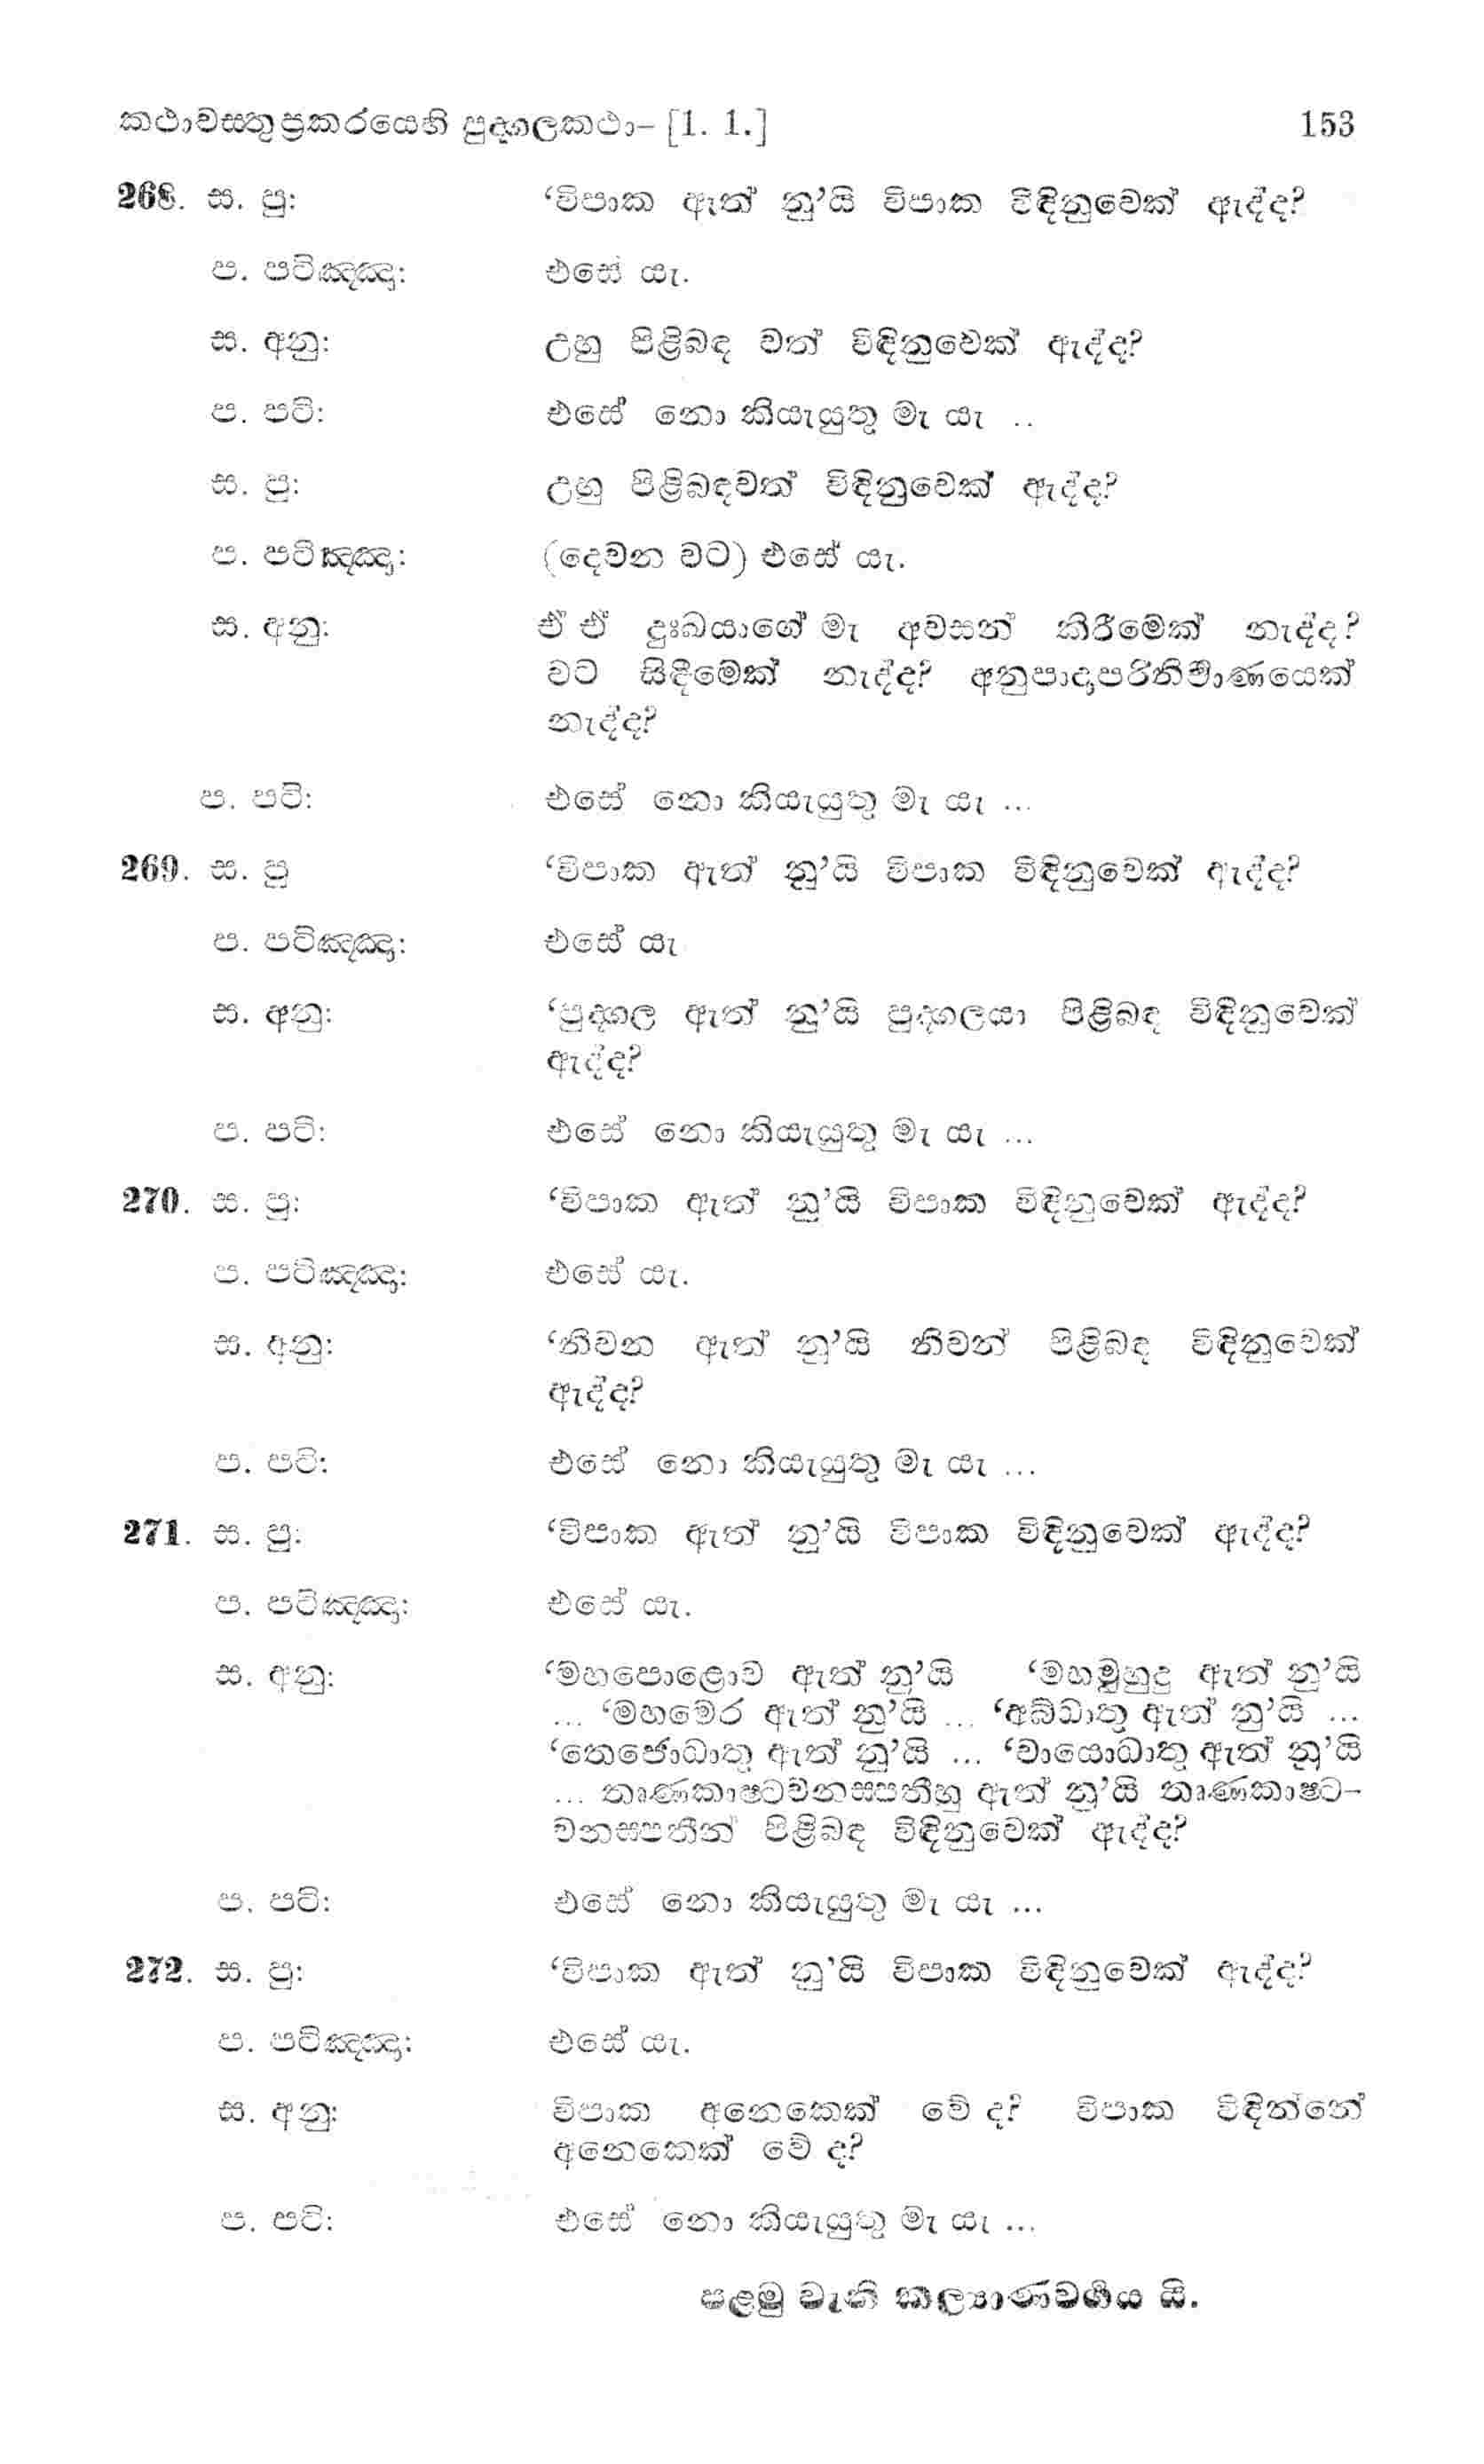 කථාවස්තුප්‍රකරයෙහි පුද්ගලකථා– [1. 1.] 153
268. ස. පු: ‘විපාක ඇත් නු’යි විපාක විඳිනුවෙක් ඇද්ද?
ප. පටිඤ්ඤා: එසේ යැ.
ස. අනු: උහු පිළිබඳ වත් විඳිනුවෙක් ඇද්ද?
ප. පටි: එසේ නො කියැයුතු මැ යැ ..
ස. පු: උහු පිළිබඳවත් විඳිනුවෙක් ඇද්ද?
ප. පටිඤ්ඤා: (දෙවන වට) එසේ යැ.
ස. අනු: ඒ ඒ දුඃඛයාගේ මැ අවසන් කිරීමෙක් නැද්ද?
වට සිඳීමෙක් නැද්ද? අනුපාදාපරිනිර්‍වාණයෙක්
නැද්ද?
ප. පටි: එසේ නො කියැයුතු මැ යැ ...
269. ස. පු ‘විපාක ඇත් නු’යි විපාක විඳිනුවෙක් ඇද්ද?
ප. පටිඤ්ඤා: එසේ යැ
ස. අනු: ‘පුද්ගල ඇත් නු’යි පුද්ගලයා පිළිබඳ විඳිනුවෙක්
ඇද්ද?
ප. පටි: එසේ නො කියැයුතු මැ යැ ...
270. ස. පු: ‘විපාක ඇත් නු’යි විපාක විඳිනුවෙක් ඇද්ද?
ප. පටිඤ්ඤා: එසේ යැ.
ස. අනු: ‘නිවන ඇත් නු’යි නිවන් පිළිබඳ විඳිනුවෙක්
ඇද්ද?
ප. පටි: එසේ නො කියැයුතු මැ යැ ...
271. ස. පු: ‘විපාක ඇත් නු’යි විපාක විඳිනුවෙක් ඇද්ද?
ප. පටිඤ්ඤා: එසේ යැ.
ස. අනු: ‘මහපොළොව ඇත් නු’යි ‘මහමුහුදු ඇත් නු’යි
... ‘මහමෙර ඇත් නු’යි ... ‘අබ්ධාතු ඇත් නු’යි ...
‘තෙජොධාතු ඇත් නු’යි ... ‘වායොධාතු ඇත් නු’යි
... තෘණකාෂ්ටවනස්පතීහු ඇත් නු’යි තෘණකාෂ්ට–
වනස්පතීන් පිළිබඳ විඳිනුවෙක් ඇද්ද?
ප. පටි: එසේ නො කියැයුතු මැ යැ ...
272. ස. පු: ‘විපාක ඇත් නු’යි විපාක විඳිනුවෙක් ඇද්ද?
ප. පටිඤ්ඤා: එසේ යැ.
ස. අනු: විපාක අනෙකෙක් වේ ද? විපාක විඳින්නේ
අනෙකෙක් වේ ද?
ප. පටි: එසේ නො කියැයුතු මැ යැ ...
පළමු වැනි කල්‍යාණවර්‍ගය යි.